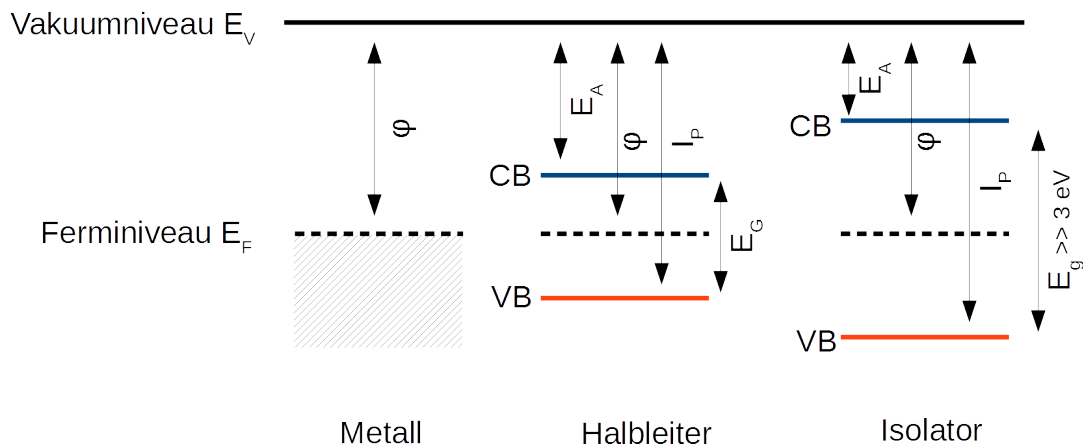 Vakuumniveau E_V
E_A
E_A
φ
φ
I_P
φ
CB
CB
I_P
Ferminiveau E_F
E_G
E_g >> 3 eV
VB
VB
Metall
Halbleiter
Isolator